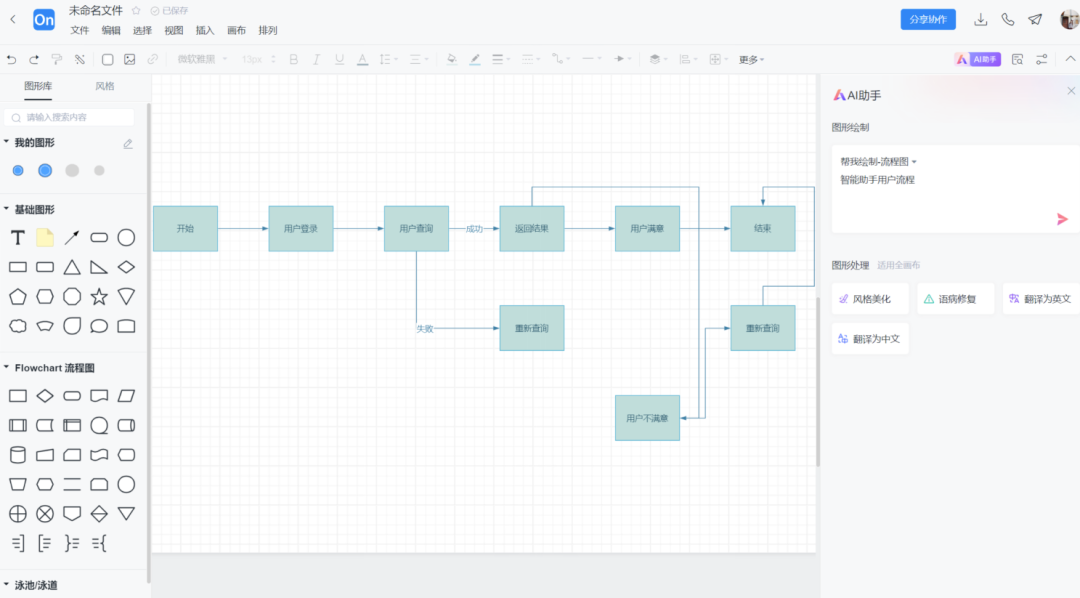 On
未命名文件
已保存
文件 编辑 选择 视图 插入 画布 排列
分享协作
微软雅黑 13px B I U A 更多 AI助手
图形库 风格
请输入搜索内容
我的图形
基础图形
T
Flowchart 流程图
泳池/泳道
开始 用户登录 用户查询 成功 返回结果 用户满意 结束
失败 重新查询 重新查询
用户不满意
AI助手
图形绘制
帮我绘制-流程图
智能助手用户流程
图形处理 适用全画布
风格美化 语病修复 翻译为英文
翻译为中文